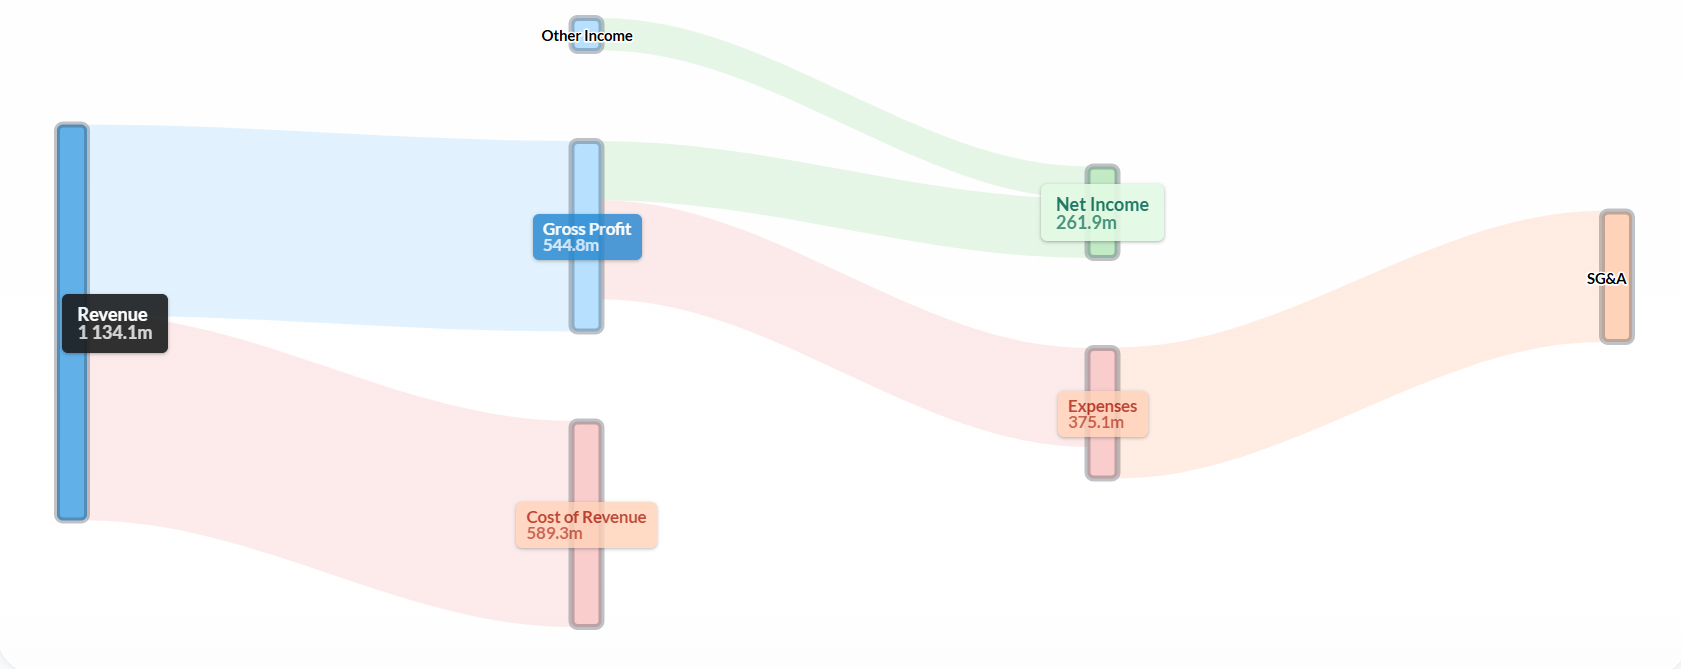 Other Income
Revenue
1 134.1m
Gross Profit
544.8m
Cost of Revenue
589.3m
Net Income
261.9m
Expenses
375.1m
SG&A